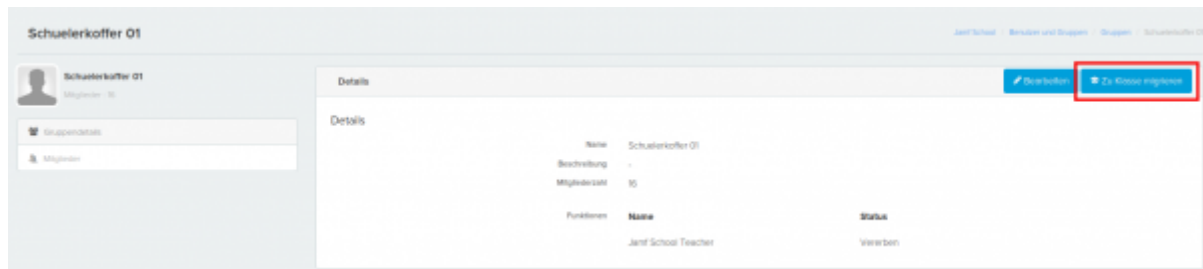 Schuelerkoffer 01
Jamf School / Benutzer und Gruppen / Gruppen / Schuelerkoffer 01
Schuelerkoffer 01
Mitglieder - 16
Details
Bearbeiten
Zu Klasse migrieren
Gruppendetails
Mitglieder
Details
Name Schuelerkoffer 01
Beschreibung -
Mitgliederzahl 16
Funktionen Name Status
Jamf School Teacher Vererben